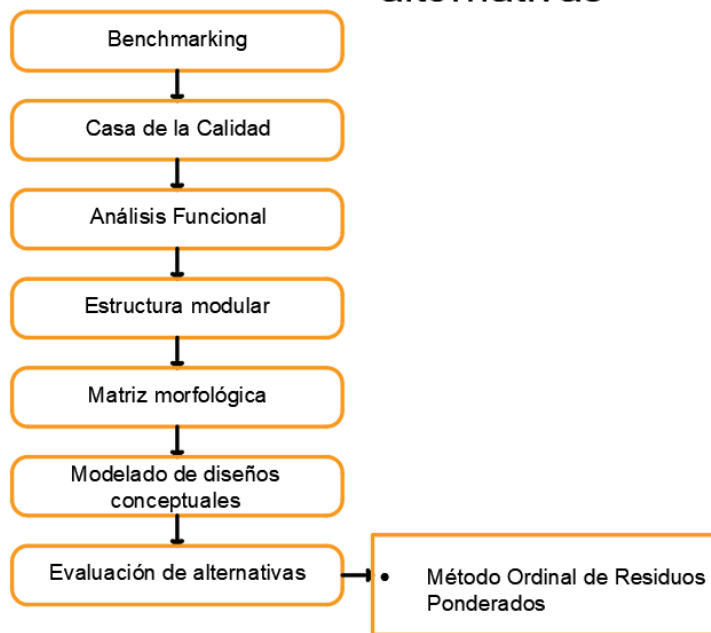 alternativas
Benchmarking
Casa de la Calidad
Análisis Funcional
Estructura modular
Matriz morfológica
Modelado de diseños
conceptuales
Evaluación de alternativas
• Método Ordinal de Residuos
Ponderados